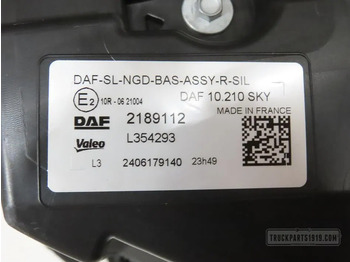 DAF-SL-NGD-BAS-ASSY-R-SIL
E2 10R - 06 21004 DAF 10.210 SKY
MADE IN FRANCE
DAF 2189112
Valeo L354293
L3 2406179140 23h49
TRUCKPARTS1919.COM